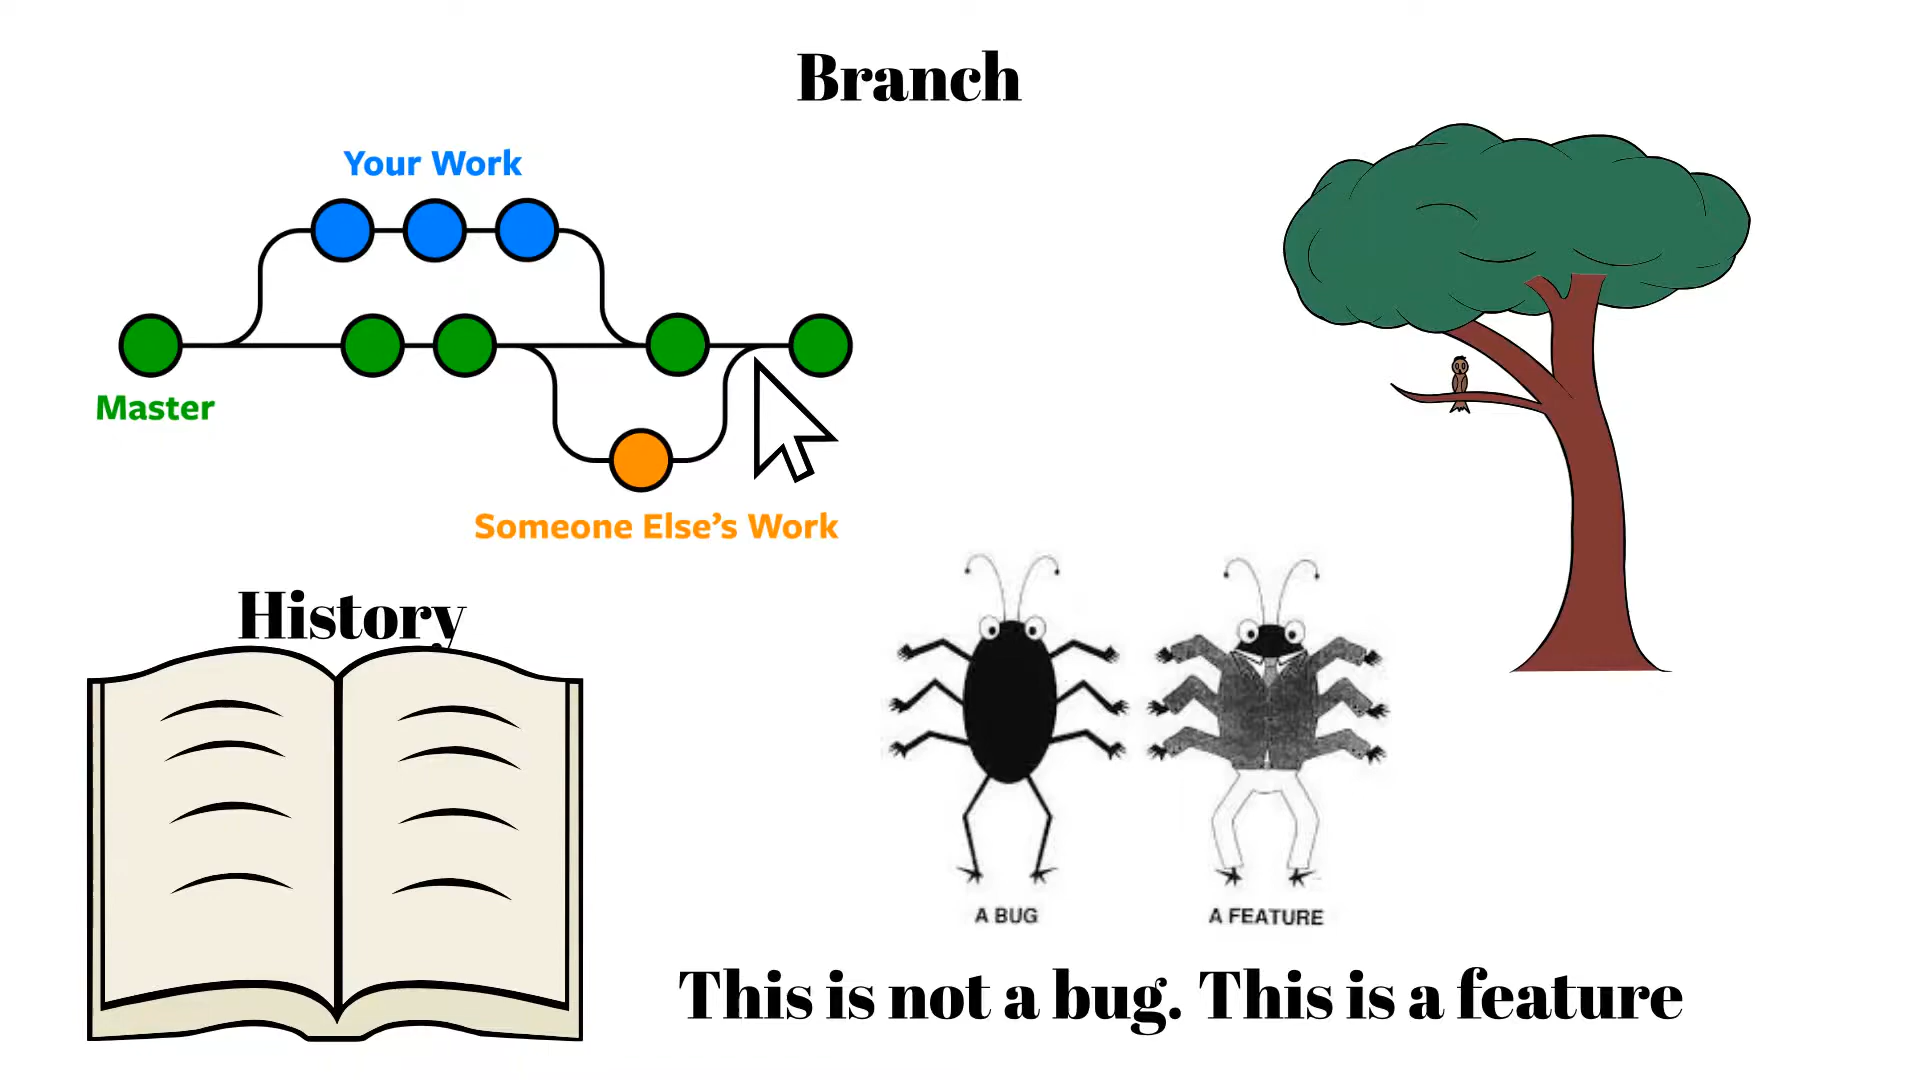 Branch
Your Work
Master
Someone Else’s Work
History
A BUG
A FEATURE
This is not a bug. This is a feature